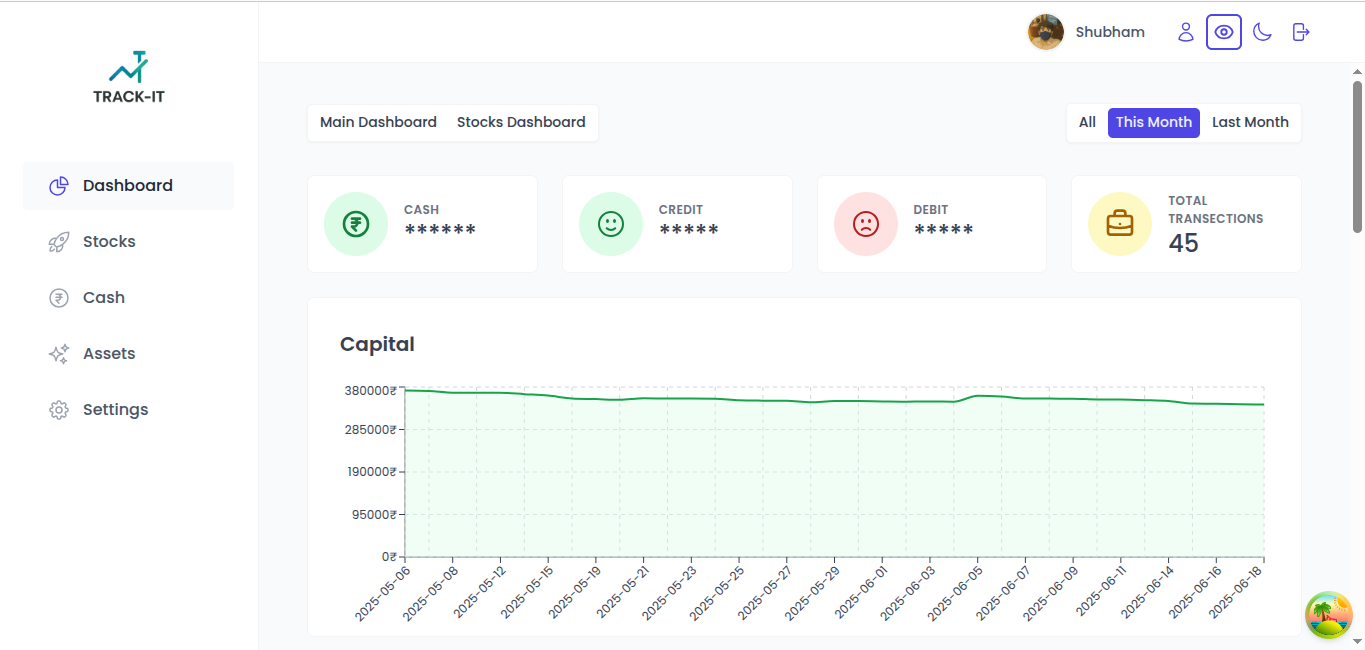 Shubham
TRACK-IT
Main Dashboard Stocks Dashboard
All This Month Last Month
Dashboard
Stocks
Cash
Assets
Settings
CASH
******
CREDIT
*****
DEBIT
*****
TOTAL
TRANSECTIONS
45
Capital
380000₹
285000₹
190000₹
95000₹
0₹
2025-05-06
2025-05-08
2025-05-12
2025-05-15
2025-05-19
2025-05-21
2025-05-23
2025-05-25
2025-05-27
2025-05-29
2025-06-01
2025-06-03
2025-06-05
2025-06-07
2025-06-09
2025-06-11
2025-06-14
2025-06-16
2025-06-18